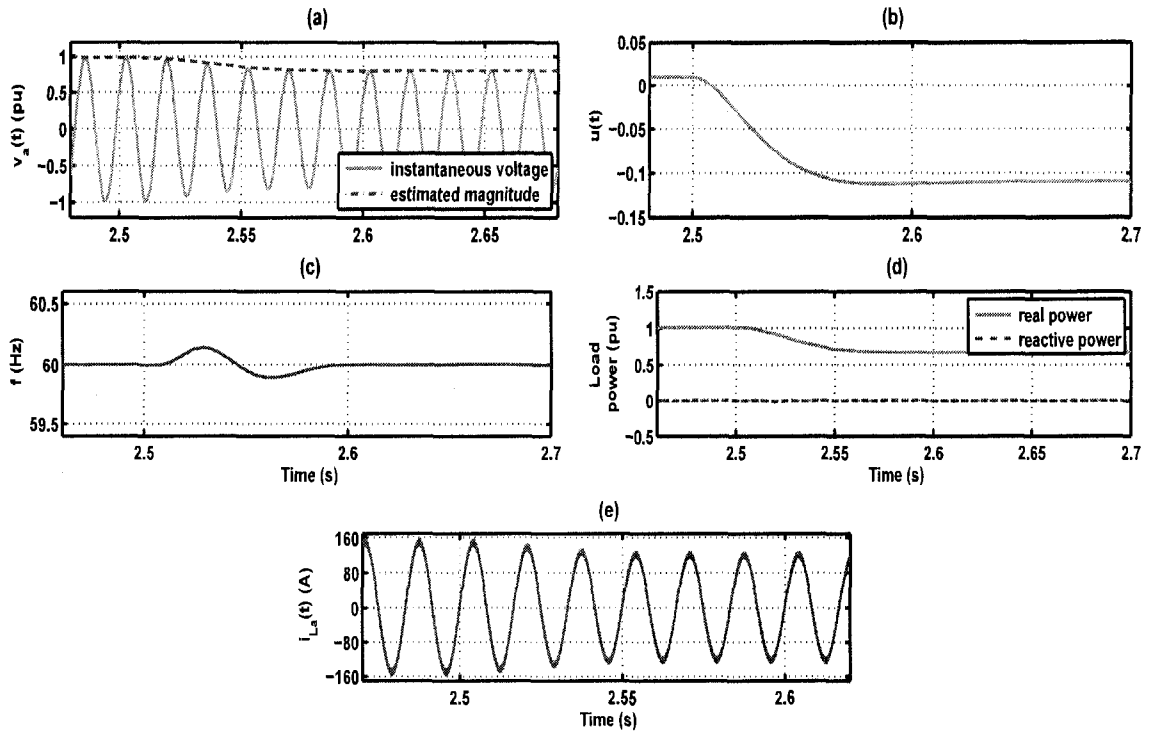 (a)
1
0.5
0
−0.5
−1
v_a(t) (pu)
instantaneous voltage
estimated magnitude
2.5
2.55
2.6
2.65
(b)
0.05
0
−0.05
−0.1
−0.15
u(t)
2.5
2.6
2.7
(c)
60.5
60
59.5
f (Hz)
2.5
2.6
2.7
Time (s)
(d)
1.5
1
0.5
0
−0.5
Load
power (pu)
real power
reactive power
2.5
2.55
2.6
2.65
2.7
Time (s)
(e)
160
80
0
−80
−160
i_La(t) (A)
2.5
2.55
2.6
Time (s)